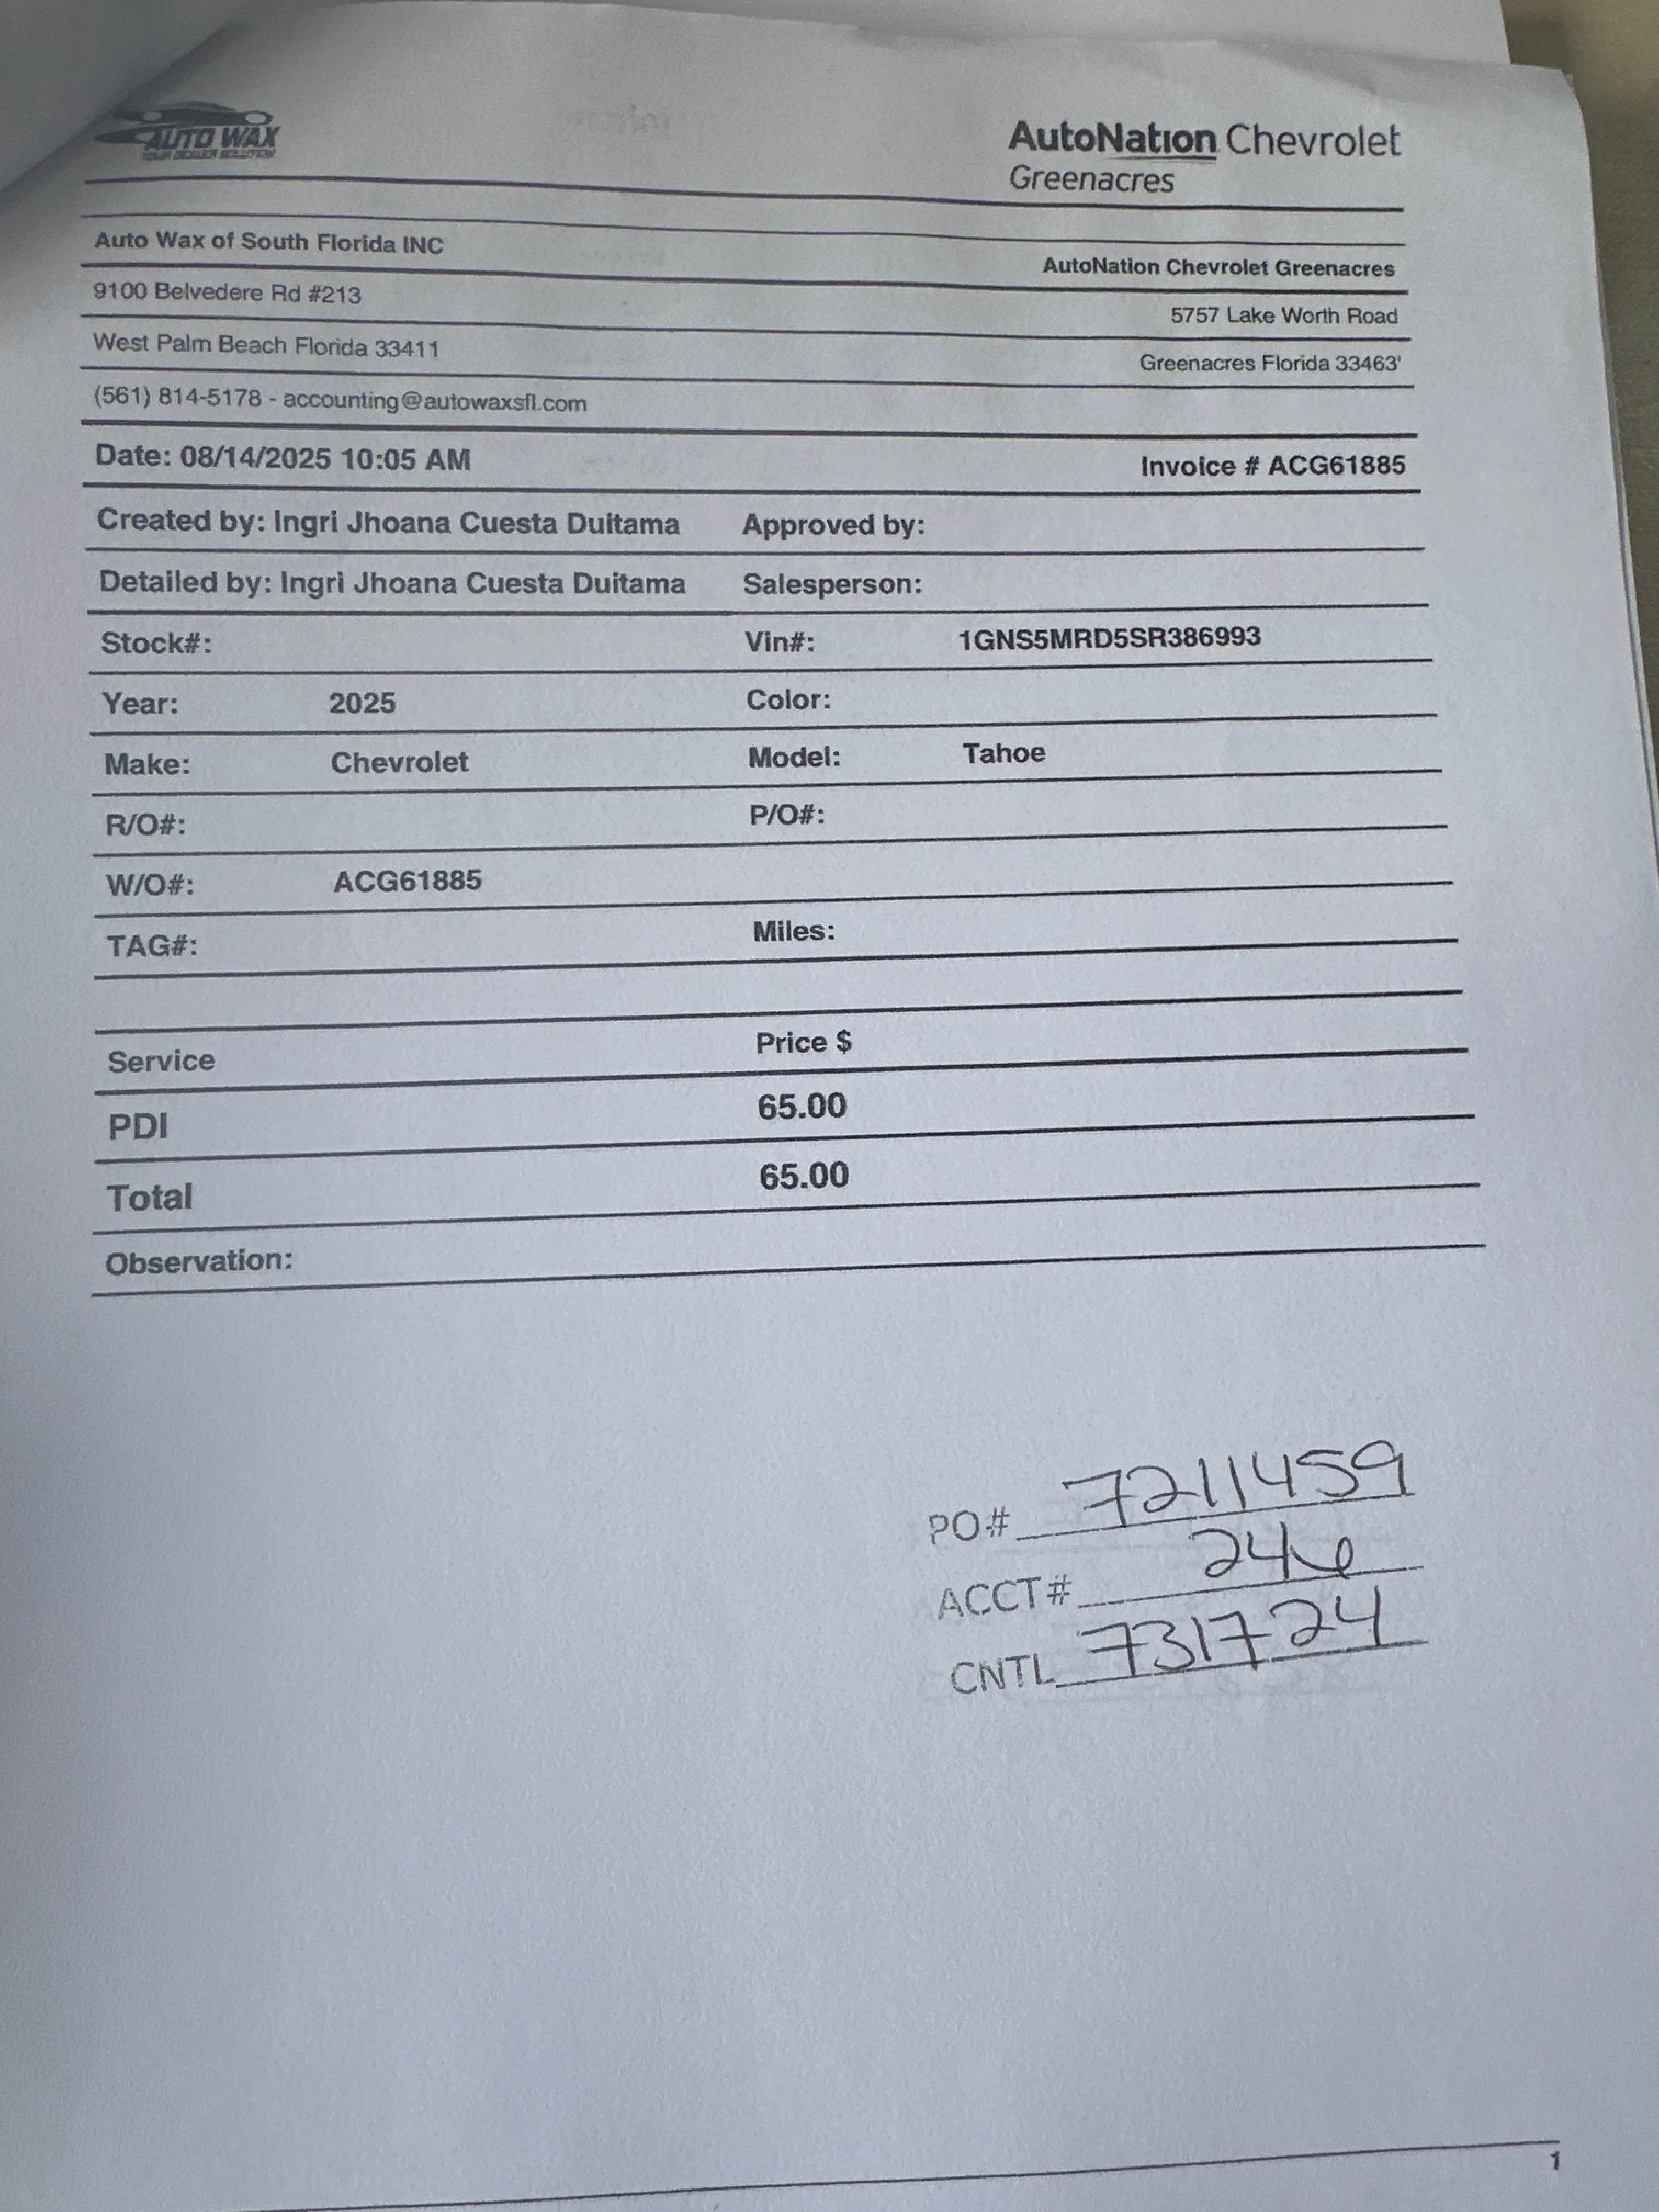 AUTO WAX
YOUR DEALER SOLUTION
AutoNation Chevrolet
Greenacres
Auto Wax of South Florida INC
AutoNation Chevrolet Greenacres
9100 Belvedere Rd #213
5757 Lake Worth Road
West Palm Beach Florida 33411
Greenacres Florida 33463'
(561) 814-5178 - accounting@autowaxsfl.com
Date: 08/14/2025 10:05 AM Invoice # ACG61885
Created by: Ingri Jhoana Cuesta Duitama Approved by:
Detailed by: Ingri Jhoana Cuesta Duitama Salesperson:
Stock#: Vin#: 1GNS5MRD5SR386993
Year: 2025 Color:
Make: Chevrolet Model: Tahoe
R/O#: P/O#:
W/O#: ACG61885
TAG#: Miles:
Service Price $
PDI 65.00
Total 65.00
Observation:
PO# 7211459
ACCT# 246
CNTL 731724
1